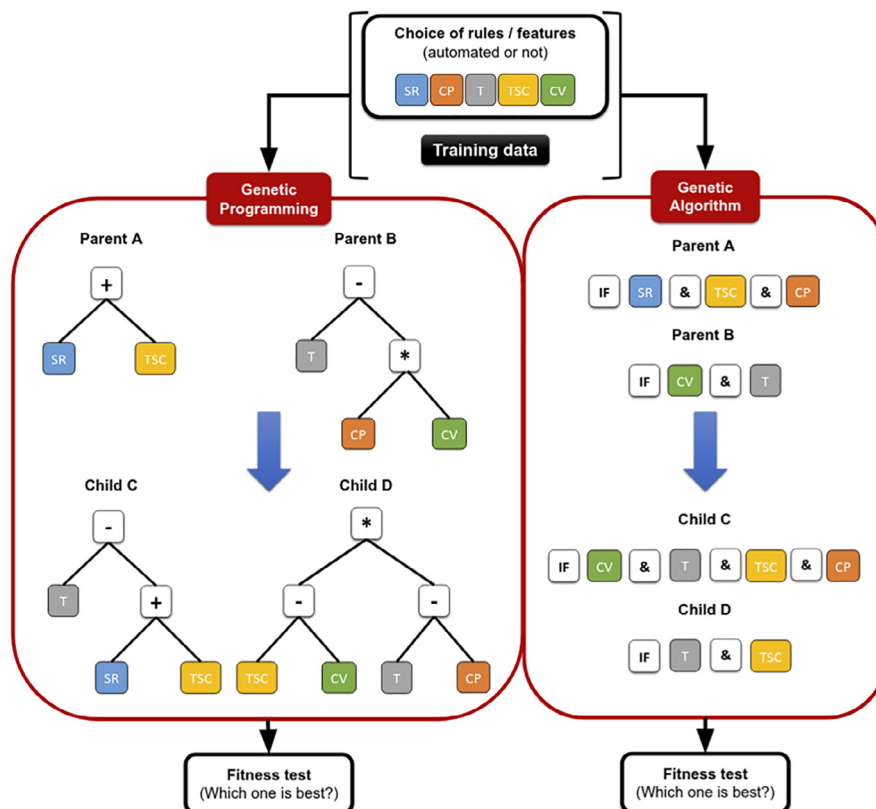 Choice of rules / features
(automated or not)
SR CP T TSC CV
Training data
Genetic
Programming
Parent A
Parent B
+
-
SR TSC
T *
CP CV
Child C
Child D
-
*
T +
- -
SR TSC
TSC CV T CP
Fitness test
(Which one is best?)
Genetic
Algorithm
Parent A
IF SR & TSC & CP
Parent B
IF CV & T
Child C
IF CV & T & TSC & CP
Child D
IF T & TSC
Fitness test
(Which one is best?)